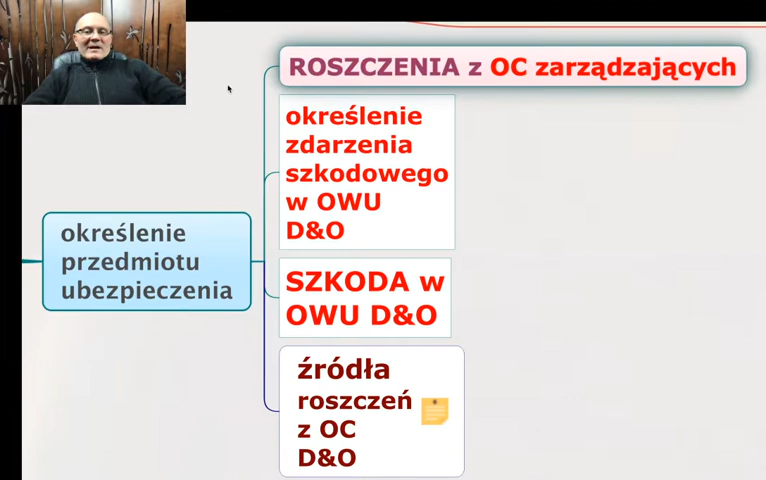 ROSZCZENIA z OC zarządzających
określenie
zdarzenia
szkodowego
w OWU
D&O
określenie
przedmiotu
ubezpieczenia
SZKODA w
OWU D&O
źródła
roszczeń
z OC
D&O